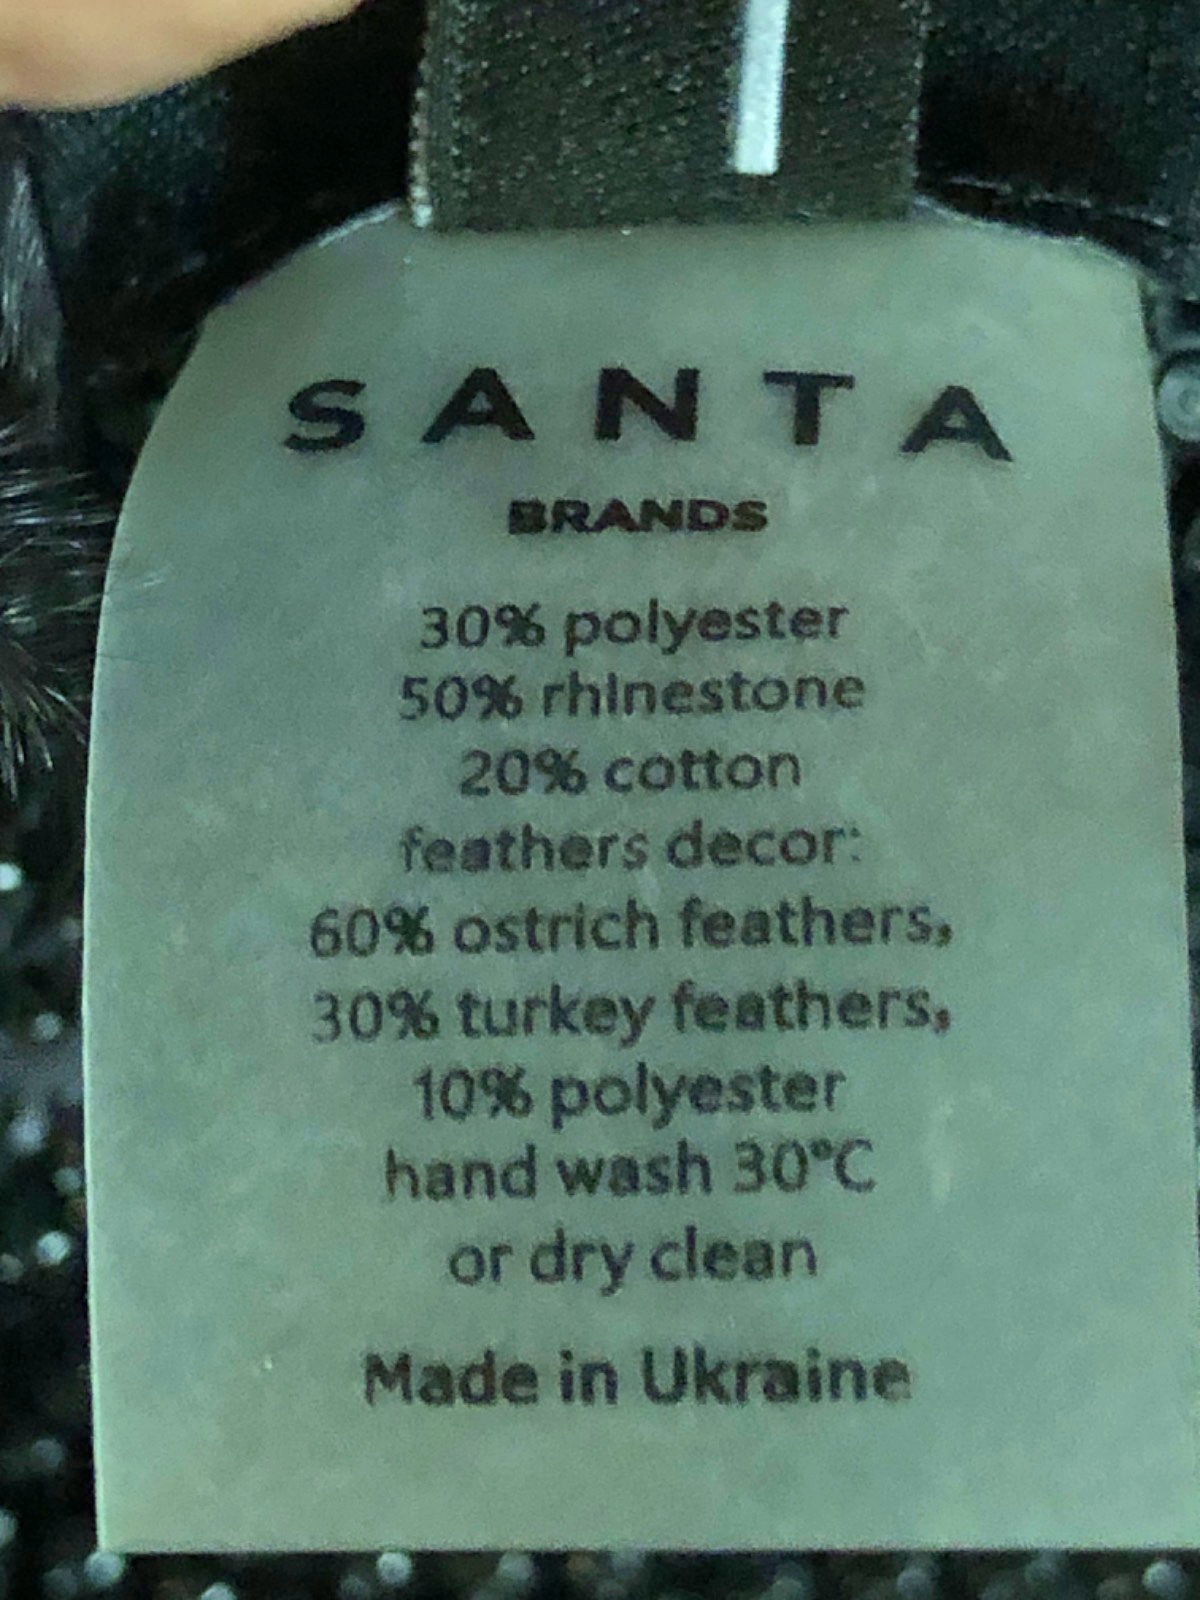 SANTA
BRANDS
30% polyester
50% rhinestone
20% cotton
feathers decor:
60% ostrich feathers,
30% turkey feathers,
10% polyester
hand wash 30°C
or dry clean
Made in Ukraine